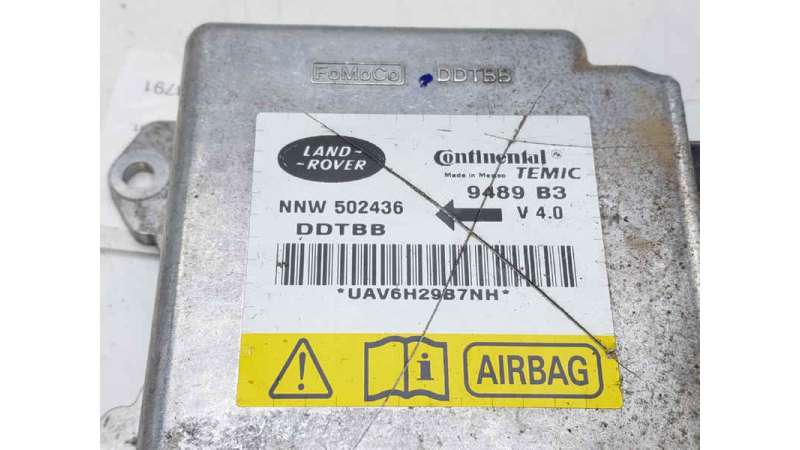 FoMoCo DDTBB
LAND-
-ROVER
Continental
Made in Mexico TEMIC
9489 B3
NNW 502436 V 4.0
DDTBB
*UAV6H29B7NH*
AIRBAG